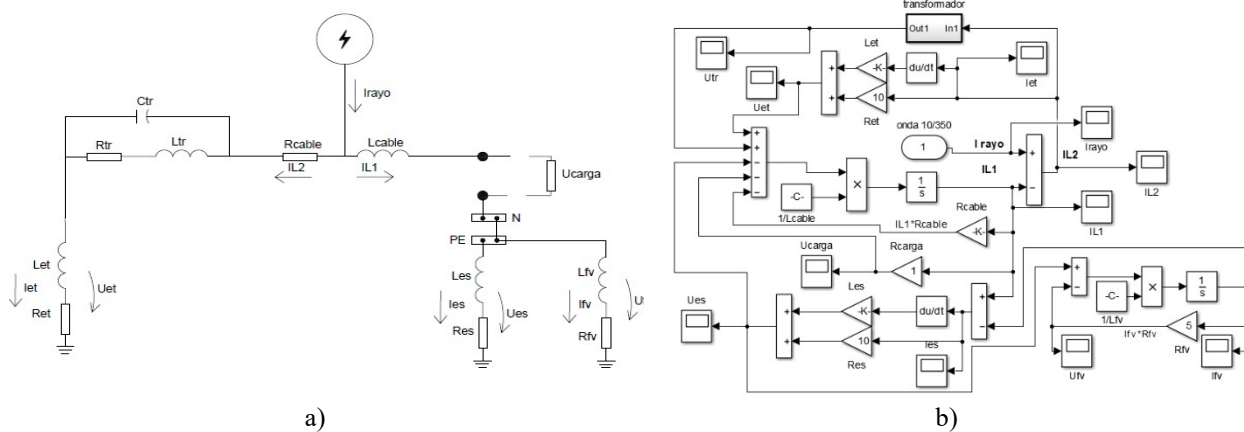 Irayo
Ctr
Rtr
Ltr
Rcable
Lcable
IL2
IL1
Ucarga
N
PE
Let
Iet
Uet
Ret
Les
Ies
Ues
Res
Lfv
Ifv
Rfv
a)
transformador
Out1
In1
Utr
Let
-K-
du/dt
Iet
Uet
10
Ret
onda 10/350
1
I rayo
IL1
IL2
Irayo
IL2
IL1
+
+
+
+
−
−
−
×
1
s
+
−
-C-
1/Lcable
Rcable
IL1*Rcable
-K-
Ucarga
Rcarga
1
Les
Ues
+
+
-K-
du/dt
10
Res
Ies
+
−
+
−
-C-
1/Lfv
×
1
s
Ifv*Rfv
5
Rfv
Ufv
Ifv
b)